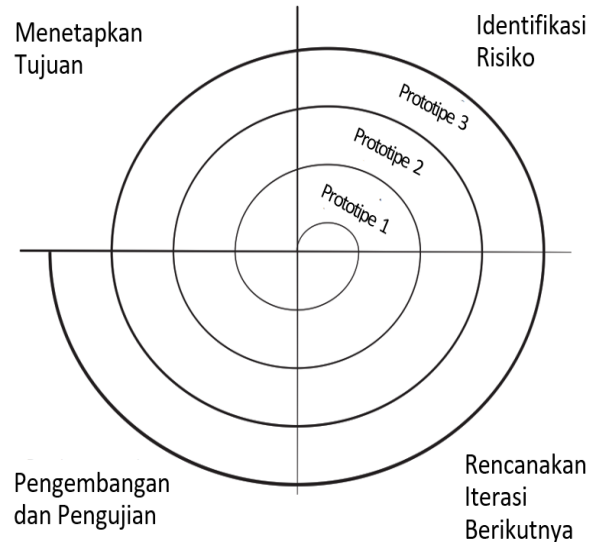 Menetapkan
Tujuan
Identifikasi
Risiko
Prototipe 3
Prototipe 2
Prototipe 1
Pengembangan
dan Pengujian
Rencanakan
Iterasi
Berikutnya